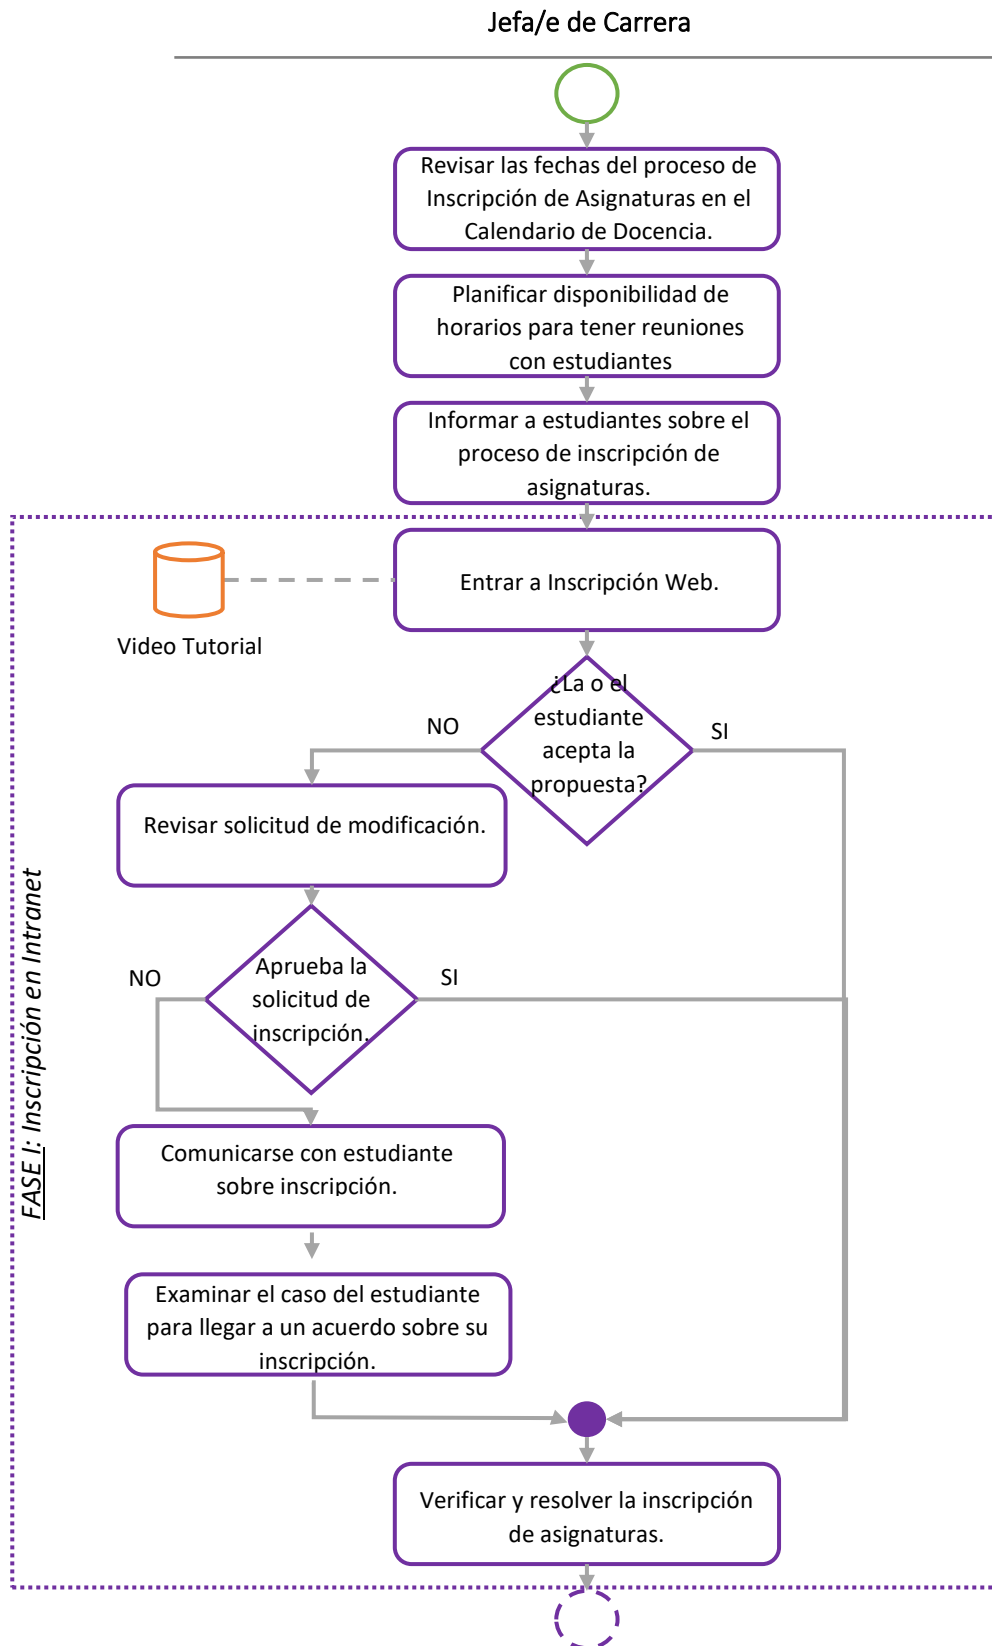 Jefa/e de Carrera
Revisar las fechas del proceso de
Inscripción de Asignaturas en el
Calendario de Docencia.
Planificar disponibilidad de
horarios para tener reuniones
con estudiantes
Informar a estudiantes sobre el
proceso de inscripción de
asignaturas.
Entrar a Inscripción Web.
Video Tutorial
¿La o el
estudiante
acepta la
propuesta?
NO
SI
Revisar solicitud de modificación.
FASE I: Inscripción en Intranet
Aprueba la
solicitud de
inscripción.
NO
SI
Comunicarse con estudiante
sobre inscripción.
Examinar el caso del estudiante
para llegar a un acuerdo sobre su
inscripción.
Verificar y resolver la inscripción
de asignaturas.